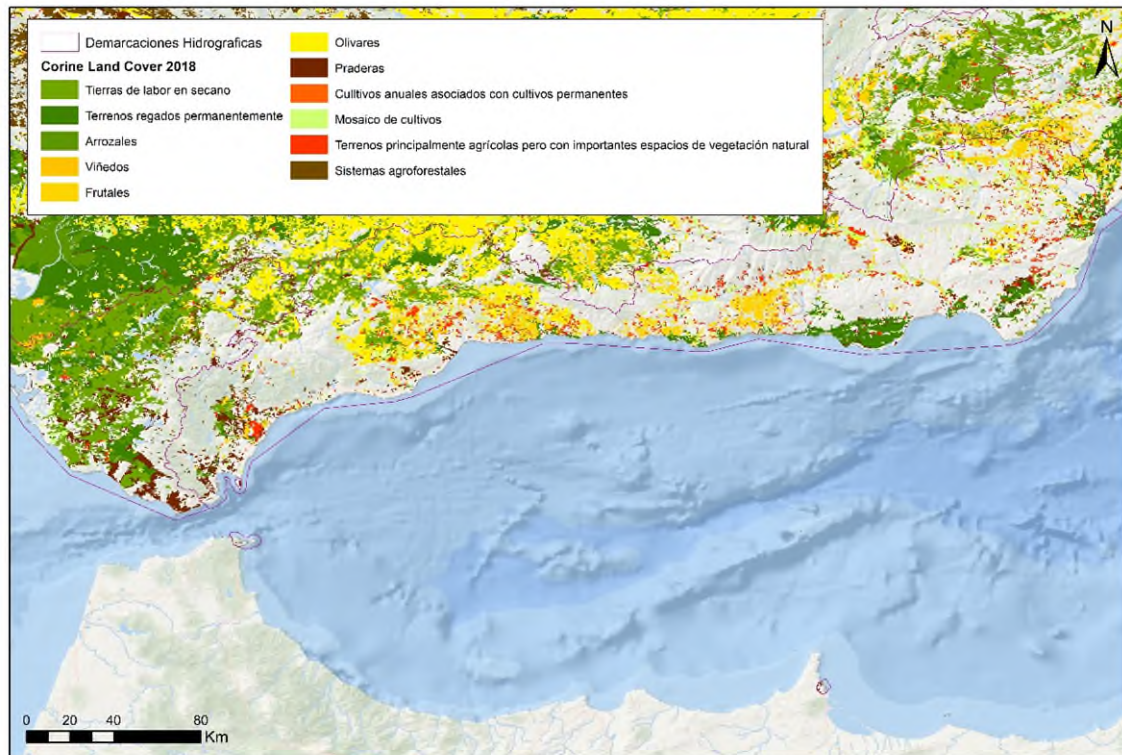 Demarcaciones Hidrograficas
Corine Land Cover 2018
Tierras de labor en secano
Terrenos regados permanentemente
Arrozales
Viñedos
Frutales
Olivares
Praderas
Culltivos anuales asociados con cultivos permanentes
Mosaico de cultivos
Terrenos principalmente agrícolas pero con importantes espacios de vegetación natural
Sistemas agroforestales
N
0 20 40 80
Km